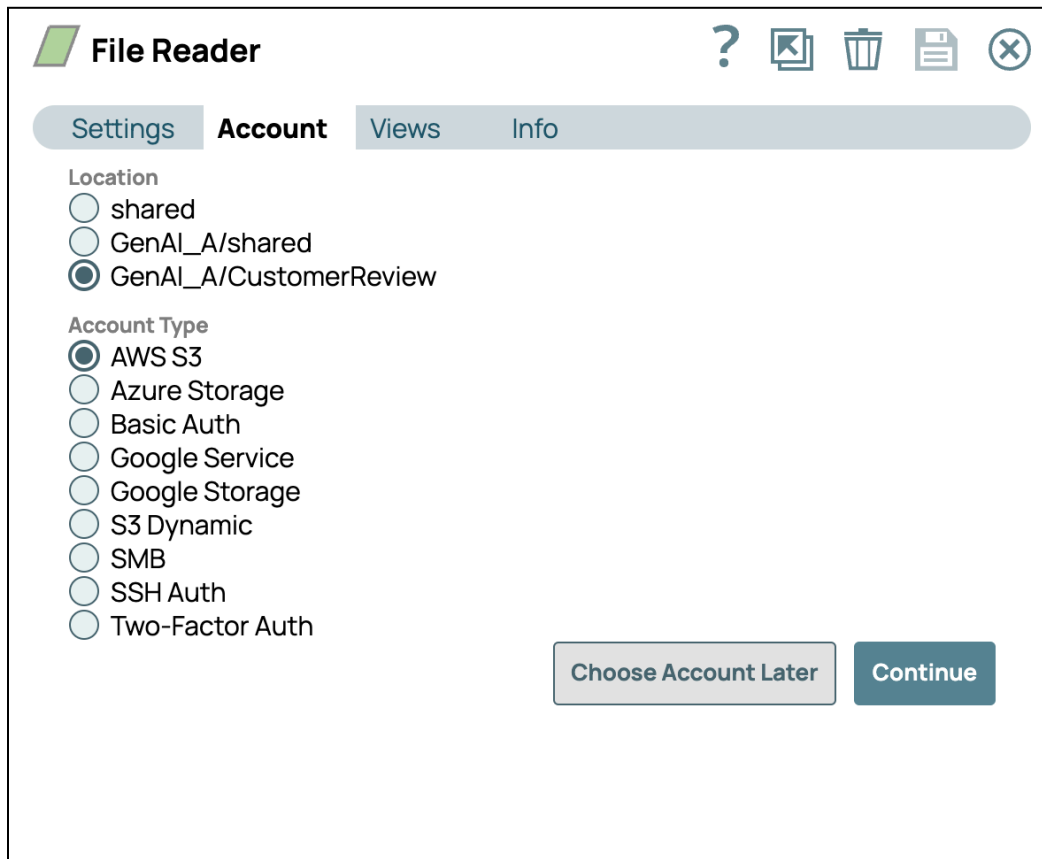 File Reader
?
Settings Account Views Info
Location
shared
GenAI_A/shared
GenAI_A/CustomerReview
Account Type
AWS S3
Azure Storage
Basic Auth
Google Service
Google Storage
S3 Dynamic
SMB
SSH Auth
Two-Factor Auth
Choose Account Later Continue